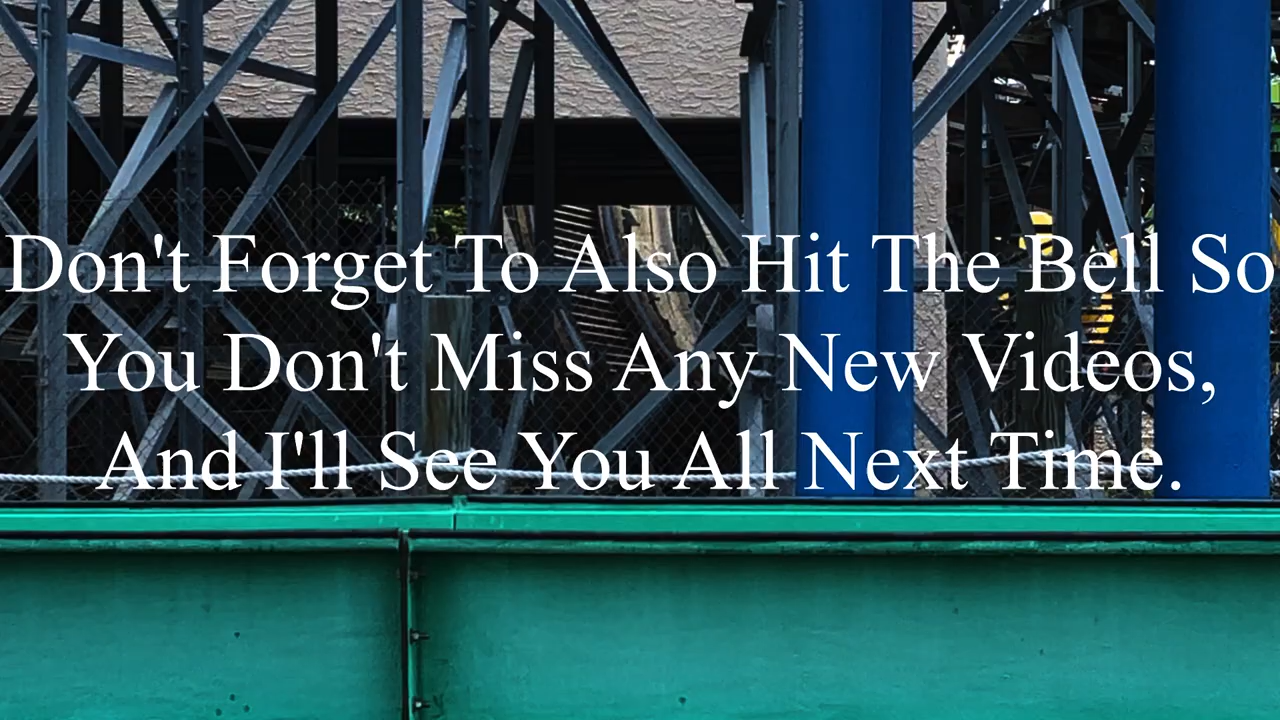 Don't Forget To Also Hit The Bell So
You Don't Miss Any New Videos,
And I'll See You All Next Time.